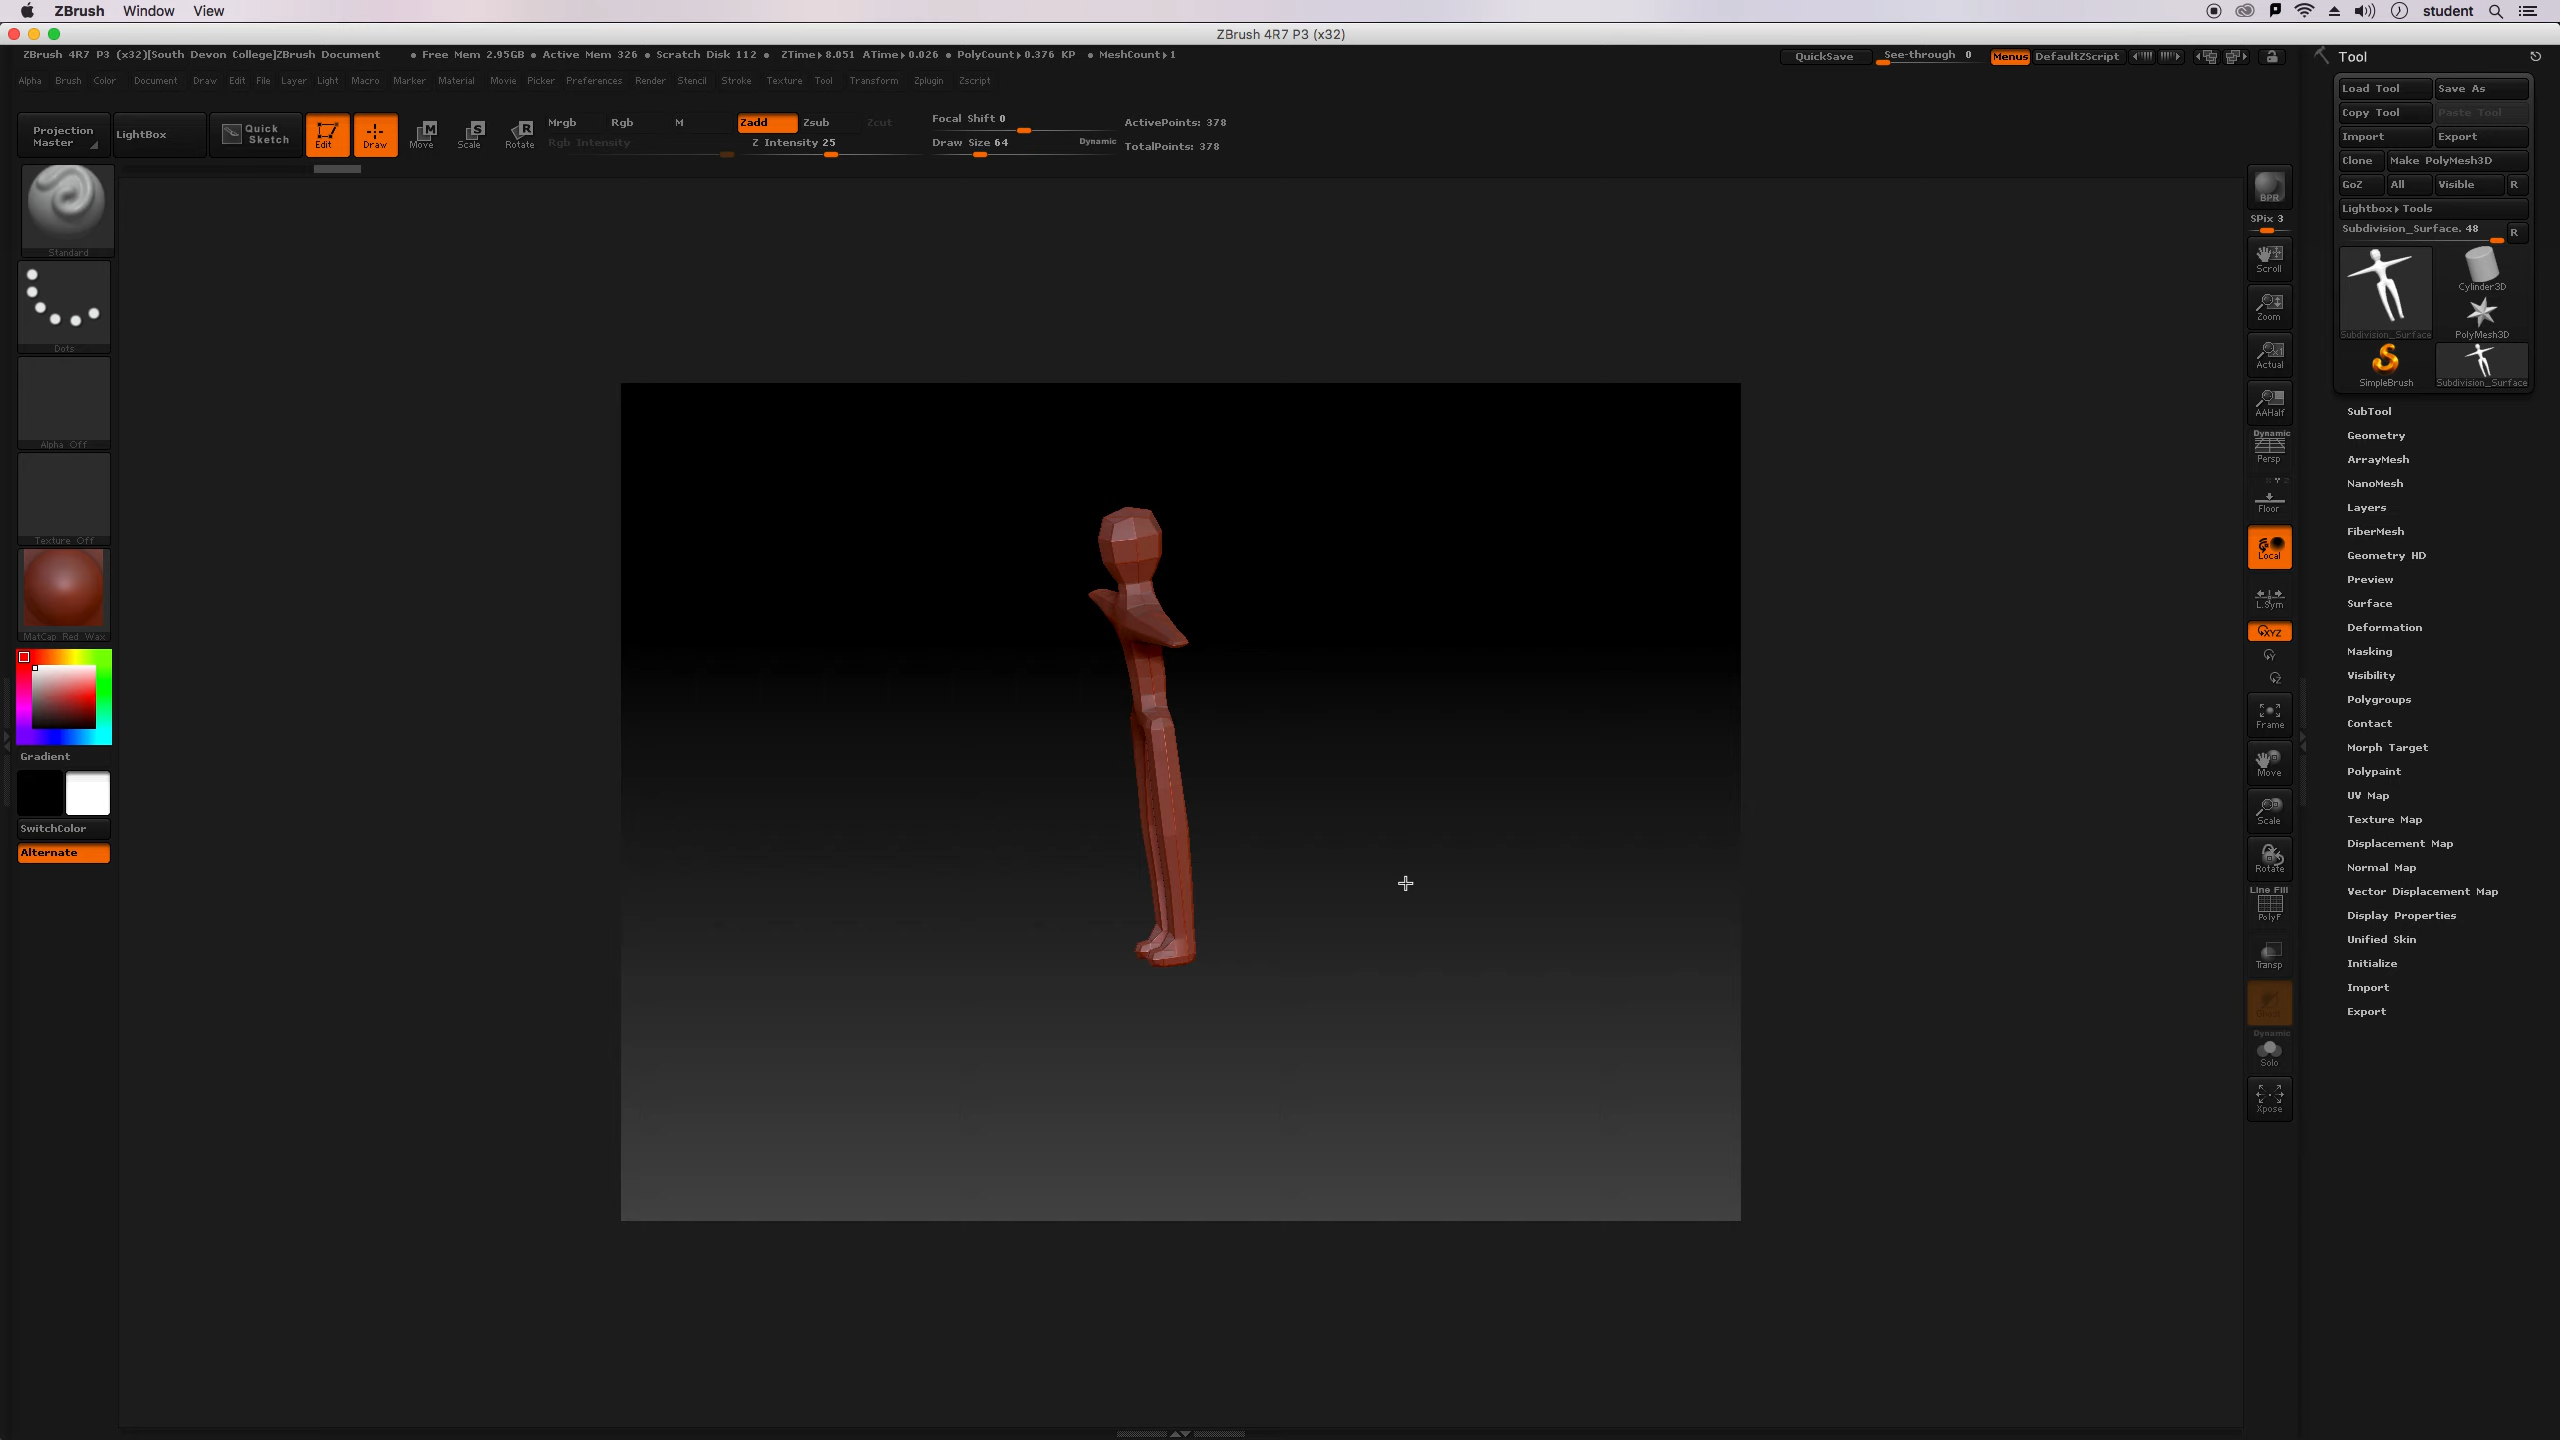 ZBrush Window View student
ZBrush 4R7 P3 (x32)
ZBrush 4R7 P3 (x32)[South Devon College]ZBrush Document • Free Mem 2.95GB • Active Mem 326 • Scratch Disk 112 • ZTime▸8.051 ATime▸0.026 • PolyCount▸0.376 KP • MeshCount▸1 QuickSave See-through 0 Menus DefaultZScript
Alpha Brush Color Document Draw Edit File Layer Light Macro Marker Material Movie Picker Preferences Render Stencil Stroke Texture Tool Transform Zplugin Zscript
Projection Master
LightBox
Quick Sketch
Edit
Draw
M Move
S Scale
R Rotate
Mrgb Rgb M
Rgb Intensity
Zadd Zsub Zcut
Z Intensity 25
Focal Shift 0
Draw Size 64 Dynamic
ActivePoints: 378
TotalPoints: 378
Standard
Dots
Alpha Off
Texture Off
MatCap Red Wax
Gradient
SwitchColor
Alternate
BPR
SPix 3
Scroll
Zoom
Actual
AAHalf
Dynamic
Persp
Floor
Local
L.Sym
XYZ
Y
Z
Frame
Move
Scale
Rotate
Line Fill
PolyF
Transp
Dynamic
Solo
Xpose
Tool
Load Tool Save As
Copy Tool Paste Tool
Import Export
Clone Make PolyMesh3D
GoZ All Visible R
Lightbox▸Tools
Subdivision_Surface. 48 R
Subdivision_Surface
Cylinder3D
PolyMesh3D
SimpleBrush
Subdivision_Surface
SubTool
Geometry
ArrayMesh
NanoMesh
Layers
FiberMesh
Geometry HD
Preview
Surface
Deformation
Masking
Visibility
Polygroups
Contact
Morph Target
Polypaint
UV Map
Texture Map
Displacement Map
Normal Map
Vector Displacement Map
Display Properties
Unified Skin
Initialize
Import
Export